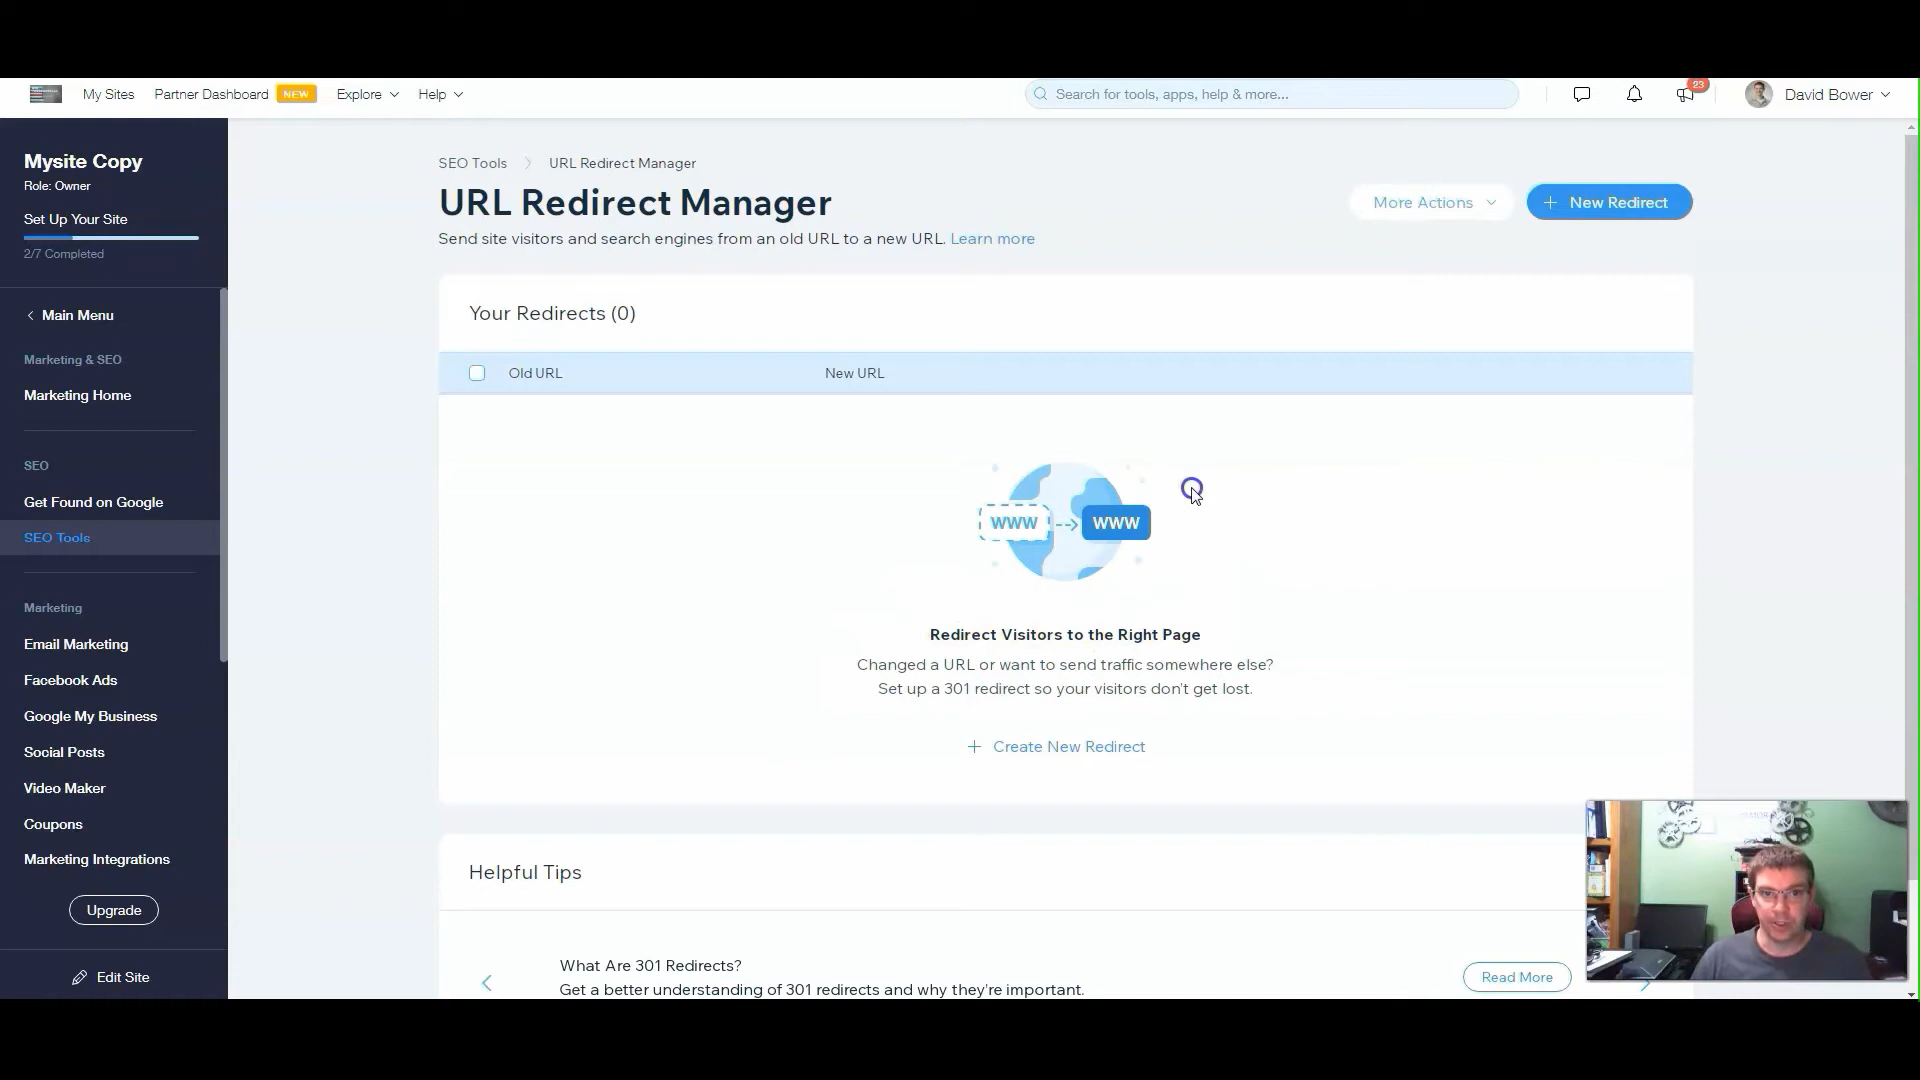 My Sites Partner Dashboard NEW Explore Help Search for tools, apps, help & more... 23 David Bower
Mysite Copy
Role: Owner
Set Up Your Site
2/7 Completed
Main Menu
Marketing & SEO
Marketing Home
SEO
Get Found on Google
SEO Tools
Marketing
Email Marketing
Facebook Ads
Google My Business
Social Posts
Video Maker
Coupons
Marketing Integrations
Upgrade
Edit Site
SEO Tools URL Redirect Manager
URL Redirect Manager
More Actions + New Redirect
Send site visitors and search engines from an old URL to a new URL. Learn more
Your Redirects (0)
Old URL New URL
WWW WWW
Redirect Visitors to the Right Page
Changed a URL or want to send traffic somewhere else?
Set up a 301 redirect so your visitors don't get lost.
+ Create New Redirect
Helpful Tips
What Are 301 Redirects?
Get a better understanding of 301 redirects and why they're important.
Read More